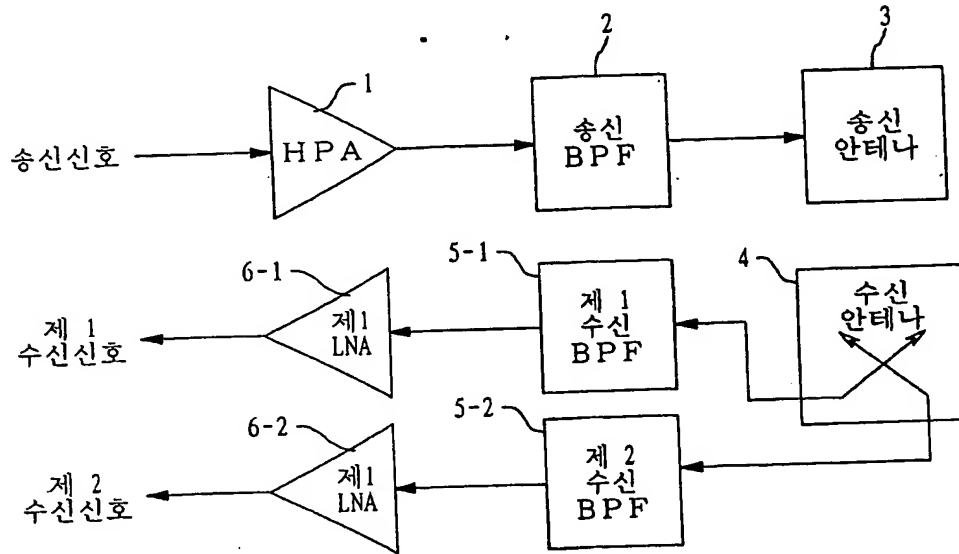 1
2
3
송신신호
HPA
송신
BPF
송신
안테나
6-1
5-1
4
제 1
수신신호
제1
LNA
제 1
수신
BPF
수신
안테나
6-2
5-2
제 2
수신신호
제1
LNA
제 2
수신
BPF